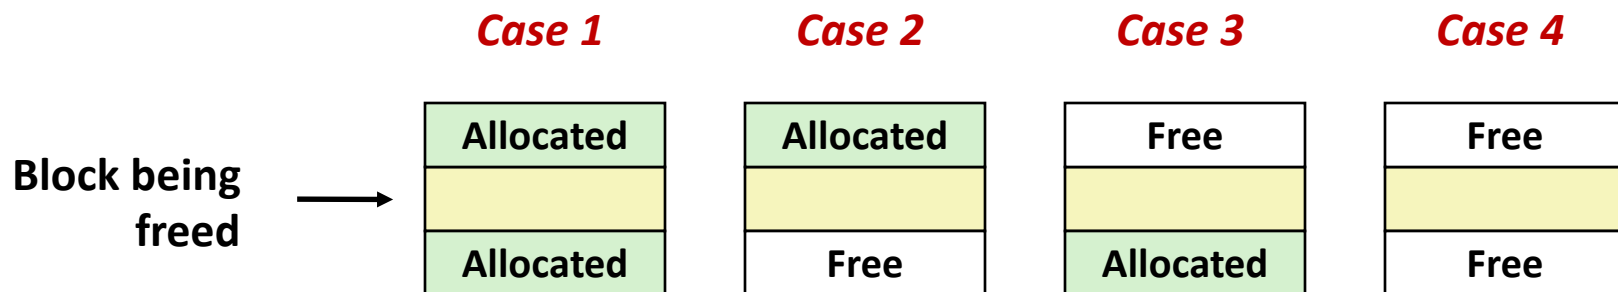 Case 1 Case 2 Case 3 Case 4
Allocated Allocated Free Free
Block being
freed
Allocated Free Allocated Free